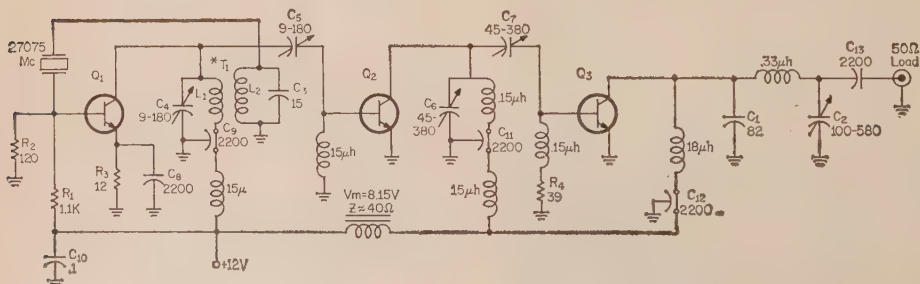 27075
Mc
Q1
R2
120
R1
1.1K
C10
.1
R3
12
C8
2200
C4
9-180
L1
* T1
L2
C3
15
C9
2200
15μ
+12V
C5
9-180
15μh
Q2
Vm=8.15V
Z≈40Ω
C6
45-
380
.15μh
C11
2200
15μh
C7
45-380
15μh
R4
39
Q3
18μh
C12
2200
C1
82
.33μh
C2
100-580
C13
2200
50Ω
Load